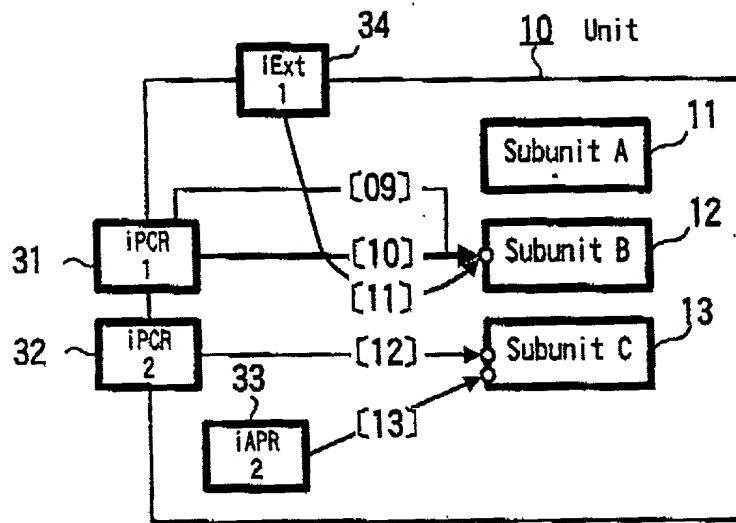 34
10 Unit
iExt
1
11
Subunit A
[09]
12
iPCR
1
31
[10]
Subunit B
[11]
13
iPCR
2
32
[12]
Subunit C
33
[13]
iAPR
2